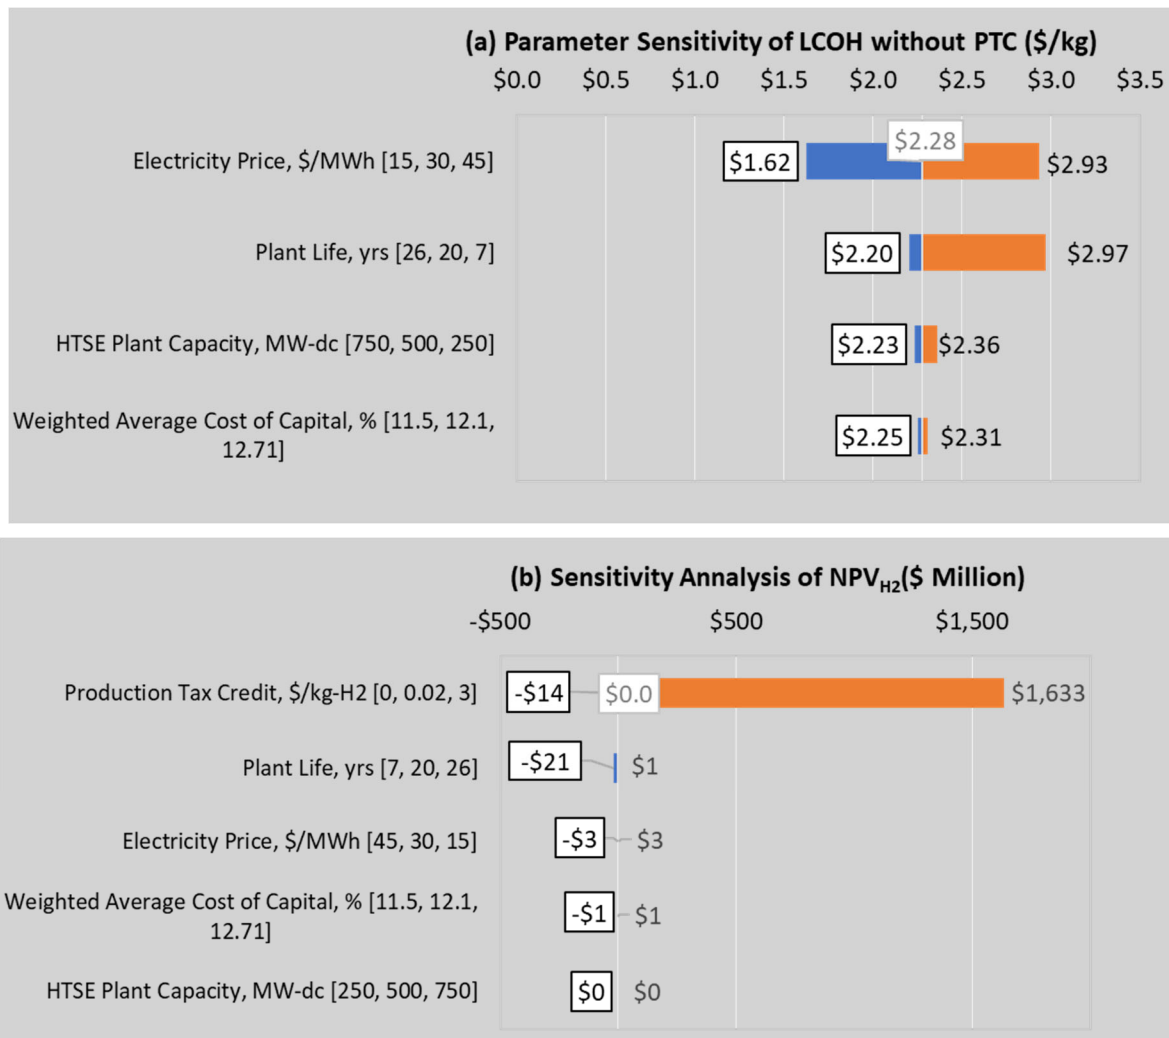 (a) Parameter Sensitivity of LCOH without PTC ($/kg)
$0.0 $0.5 $1.0 $1.5 $2.0 $2.5 $3.0 $3.5
Electricity Price, $/MWh [15, 30, 45] $1.62 $2.28 $2.93
Plant Life, yrs [26, 20, 7] $2.20 $2.97
HTSE Plant Capacity, MW-dc [750, 500, 250] $2.23 $2.36
Weighted Average Cost of Capital, % [11.5, 12.1,
12.71] $2.25 $2.31
(b) Sensitivity Annalysis of NPVH2($ Million)
-$500 $500 $1,500
Production Tax Credit, $/kg-H2 [0, 0.02, 3] -$14 $0.0 $1,633
Plant Life, yrs [7, 20, 26] -$21 $1
Electricity Price, $/MWh [45, 30, 15] -$3 $3
Weighted Average Cost of Capital, % [11.5, 12.1,
12.71] -$1 $1
HTSE Plant Capacity, MW-dc [250, 500, 750] $0 $0